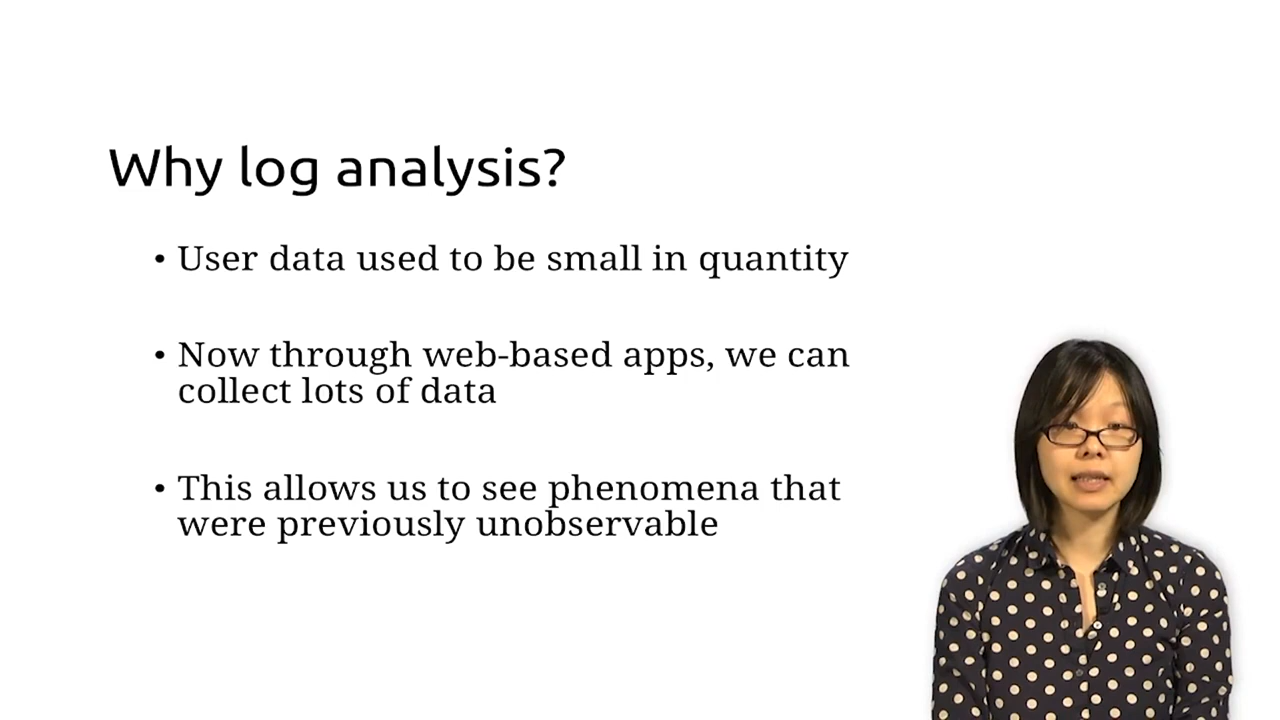 Why log analysis?
• User data used to be small in quantity
• Now through web-based apps, we can
collect lots of data
• This allows us to see phenomena that
were previously unobservable